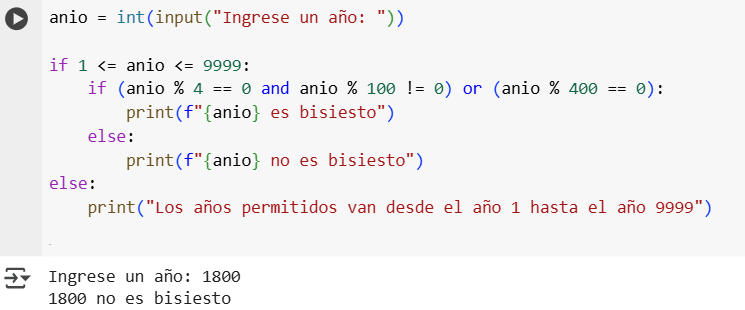 anio = int(input("Ingrese un año: "))
if 1 <= anio <= 9999:
    if (anio % 4 == 0 and anio % 100 != 0) or (anio % 400 == 0):
        print(f"{anio} es bisiesto")
    else:
        print(f"{anio} no es bisiesto")
else:
    print("Los años permitidos van desde el año 1 hasta el año 9999")
Ingrese un año: 1800
1800 no es bisiesto